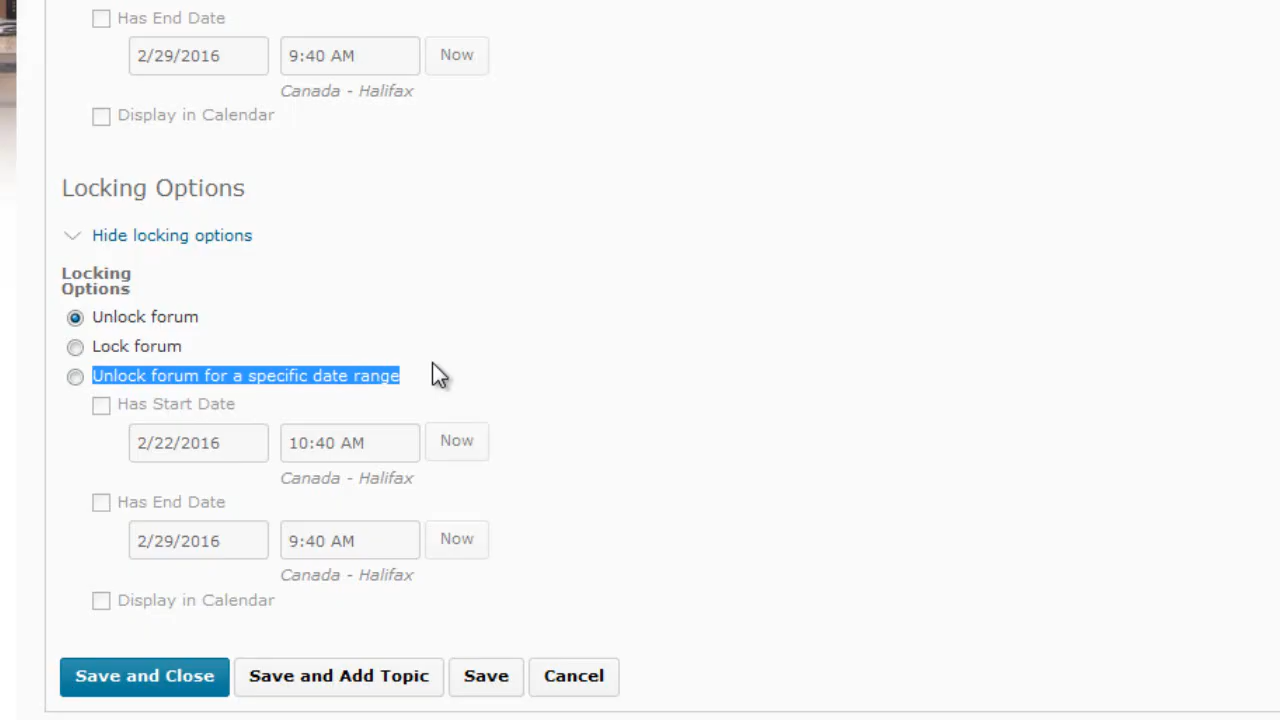 Has End Date
2/29/2016 9:40 AM Now
Canada - Halifax
Display in Calendar
Locking Options
Hide locking options
Locking
Options
Unlock forum
Lock forum
Unlock forum for a specific date range
Has Start Date
2/22/2016 10:40 AM Now
Canada - Halifax
Has End Date
2/29/2016 9:40 AM Now
Canada - Halifax
Display in Calendar
Save and Close Save and Add Topic Save Cancel